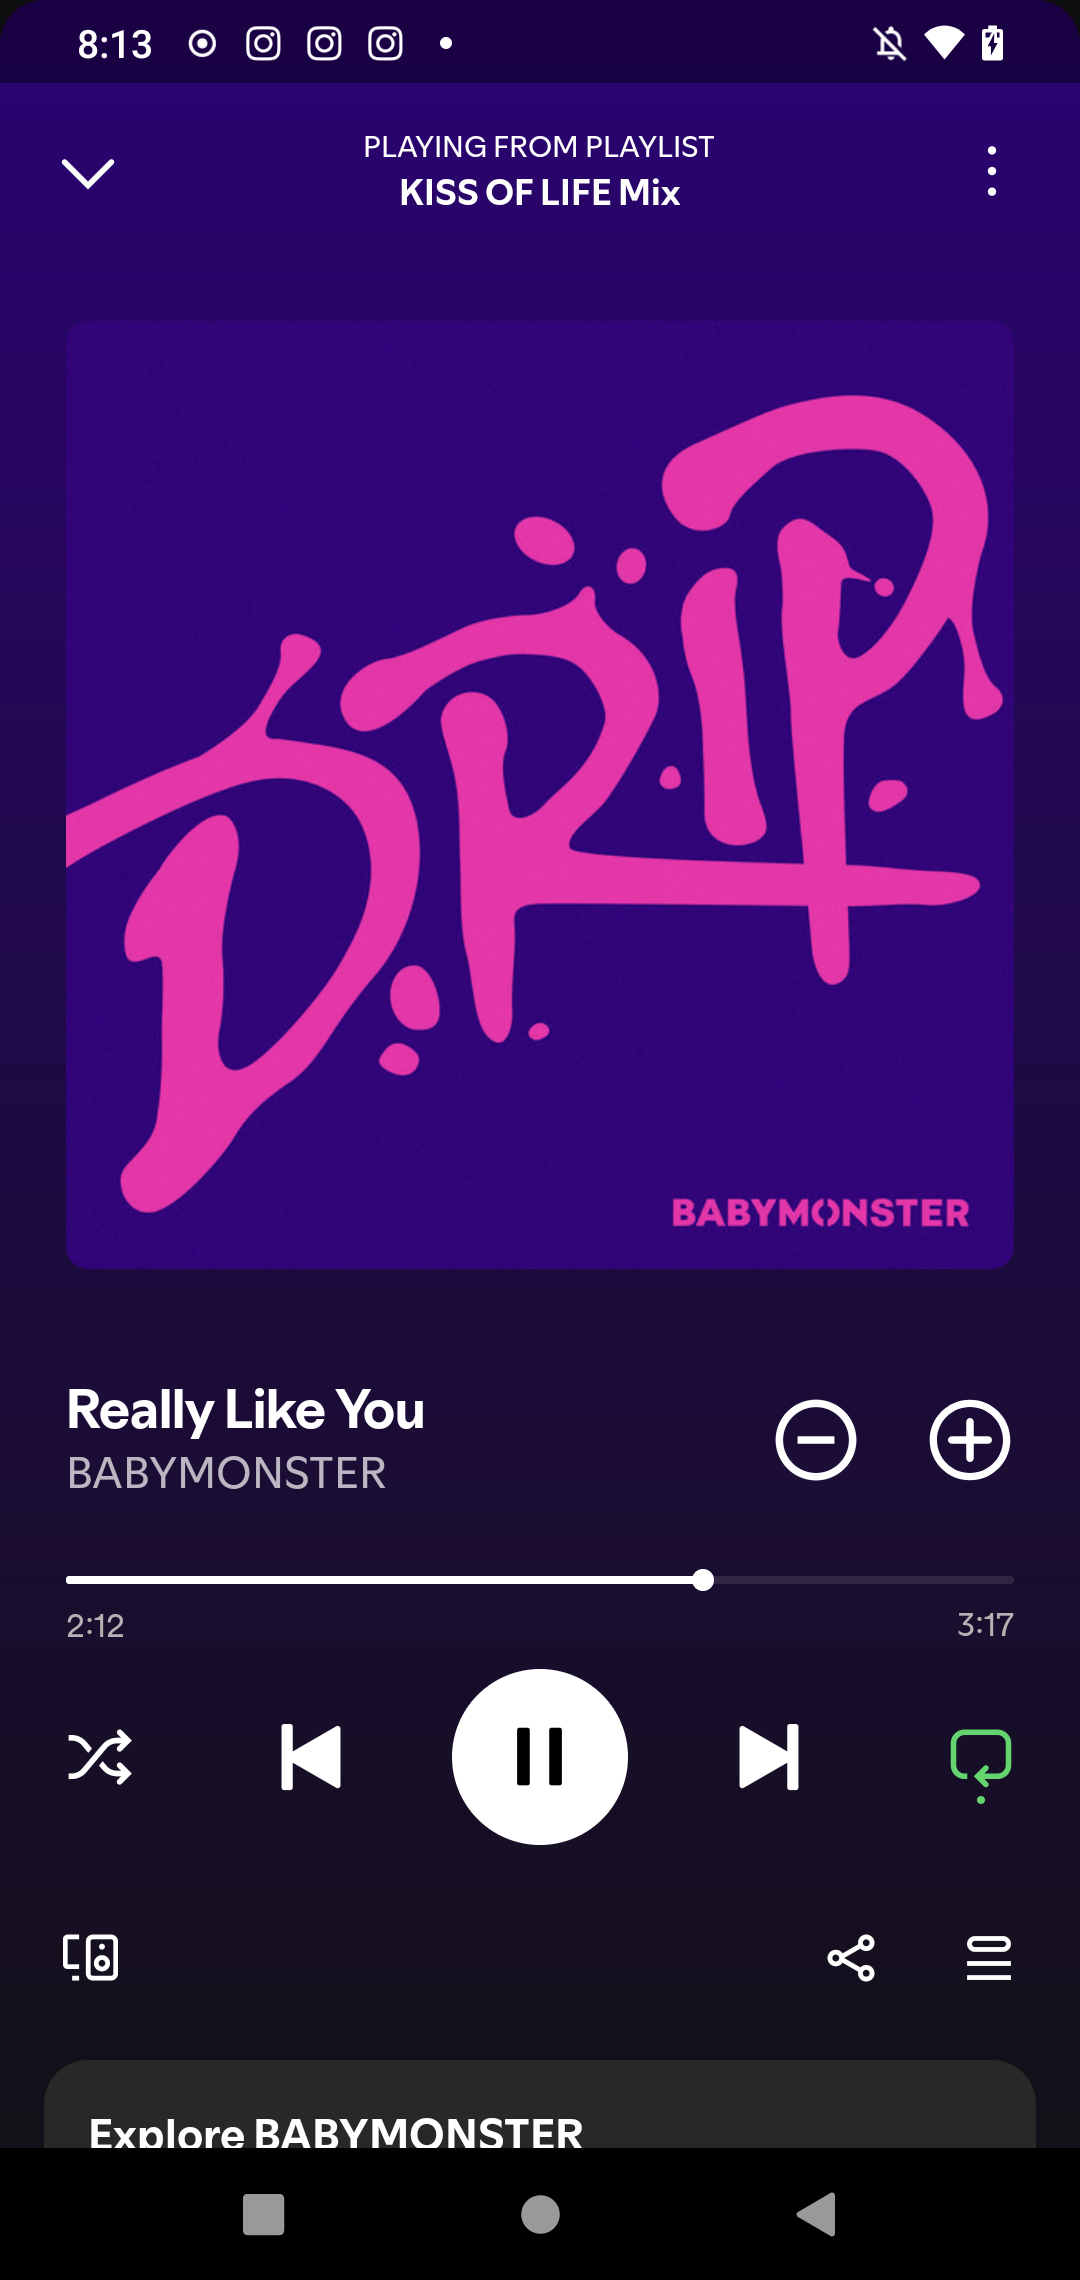 8:13
PLAYING FROM PLAYLIST
KISS OF LIFE Mix
DRIP
BABYMONSTER
Really Like You
BABYMONSTER
2:12
3:17
Explore BABYMONSTER